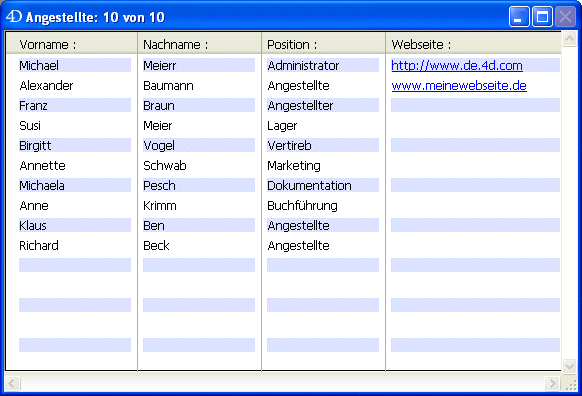 4D Angestellte: 10 von 10
Vorname : Nachname : Position : Webseite :
Michael Meierr Administrator http://www.de.4d.com
Alexander Baumann Angestellte www.meinewebseite.de
Franz Braun Angestellter
Susi Meier Lager
Birgitt Vogel Vertireb
Annette Schwab Marketing
Michaela Pesch Dokumentation
Anne Krimm Buchführung
Klaus Ben Angestellte
Richard Beck Angestellte